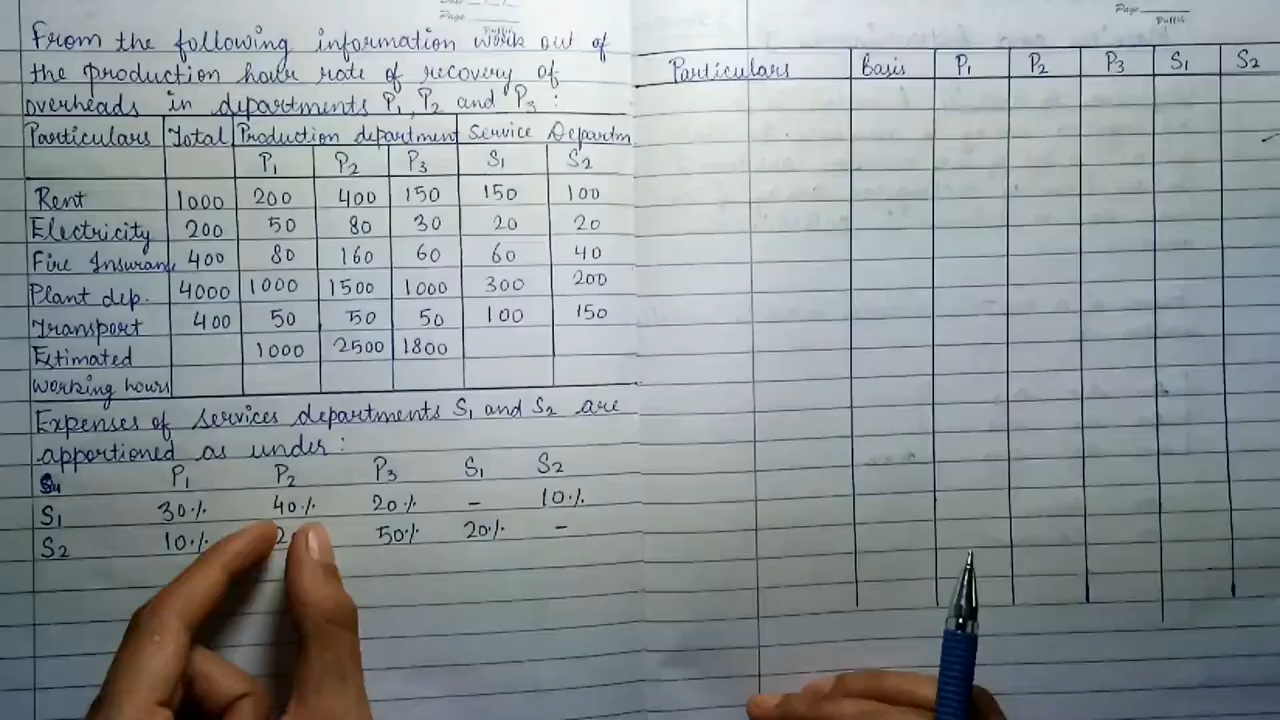 From the following information work out of
the production hour rate of recovery of
overheads in departments P1, P2 and P3 :
Particulars Total Production department Service Departm
P1 P2 P3 S1 S2
Rent 1000 200 400 150 150 100
Electricity 200 50 80 30 20 20
Fire Insuran 400 80 160 60 60 40
Plant dep. 4000 1000 1500 1000 300 200
Transport 400 50 50 50 100 150
Estimated 1000 2500 1800
working hours
Expenses of services departments S1 and S2 are
apportioned as under :
P1 P2 P3 S1 S2
S1 30% 40% 20% - 10%
S2 10% 50% 20% -
Page
Particulars Basis P1 P2 P3 S1 S2